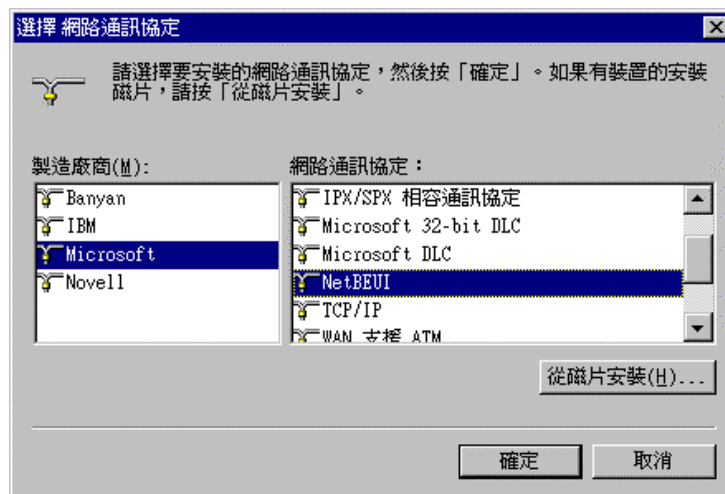 選擇 網路通訊協定
請選擇要安裝的網路通訊協定，然後按「確定」。如果有裝置的安裝
磁片，請按「從磁片安裝」。
製造廠商(M):
Banyan
IBM
Microsoft
Novell
網路通訊協定：
IPX/SPX 相容通訊協定
Microsoft 32-bit DLC
Microsoft DLC
NetBEUI
TCP/IP
WAN 支援 ATM
從磁片安裝(H)...
確定
取消